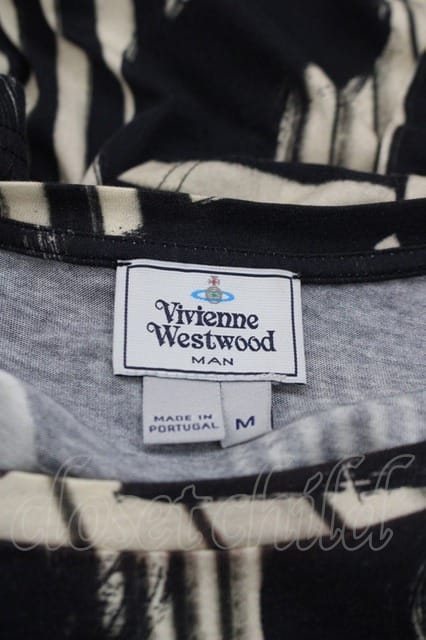 Vivienne
Westwood
MAN
MADE IN
PORTUGAL
M
closetchild